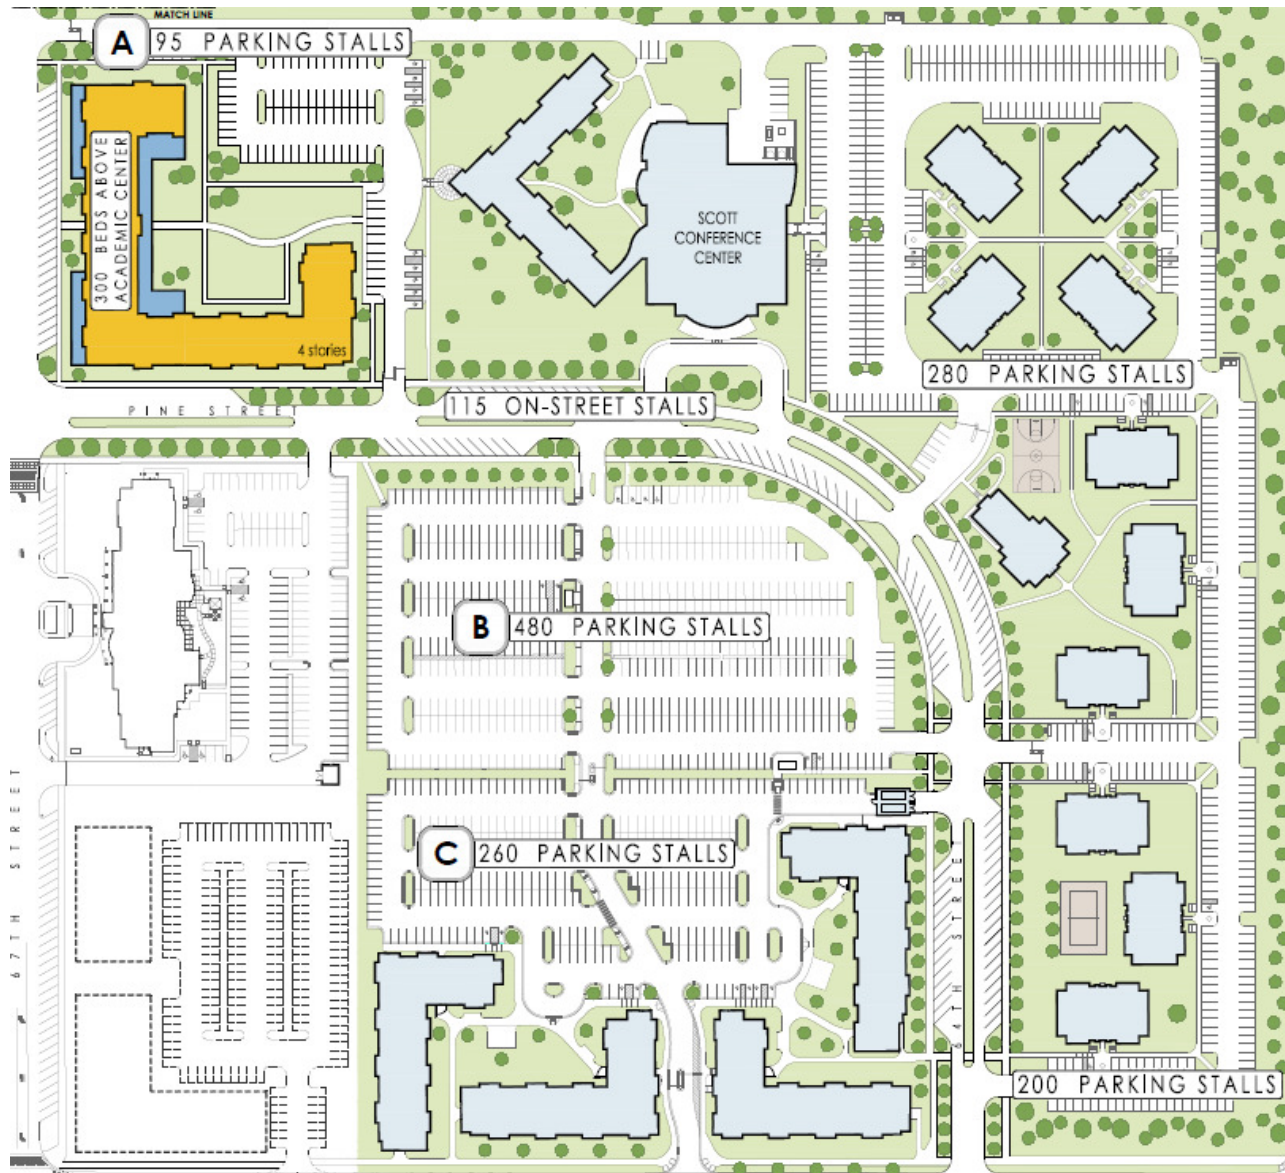 MATCH LINE
A
95 PARKING STALLS
300 BEDS ABOVE
ACADEMIC CENTER
4 stories
SCOTT
CONFERENCE
CENTER
280 PARKING STALLS
115 ON-STREET STALLS
PINE STREET
B
480 PARKING STALLS
C
260 PARKING STALLS
67TH STREET
64TH STREET
200 PARKING STALLS